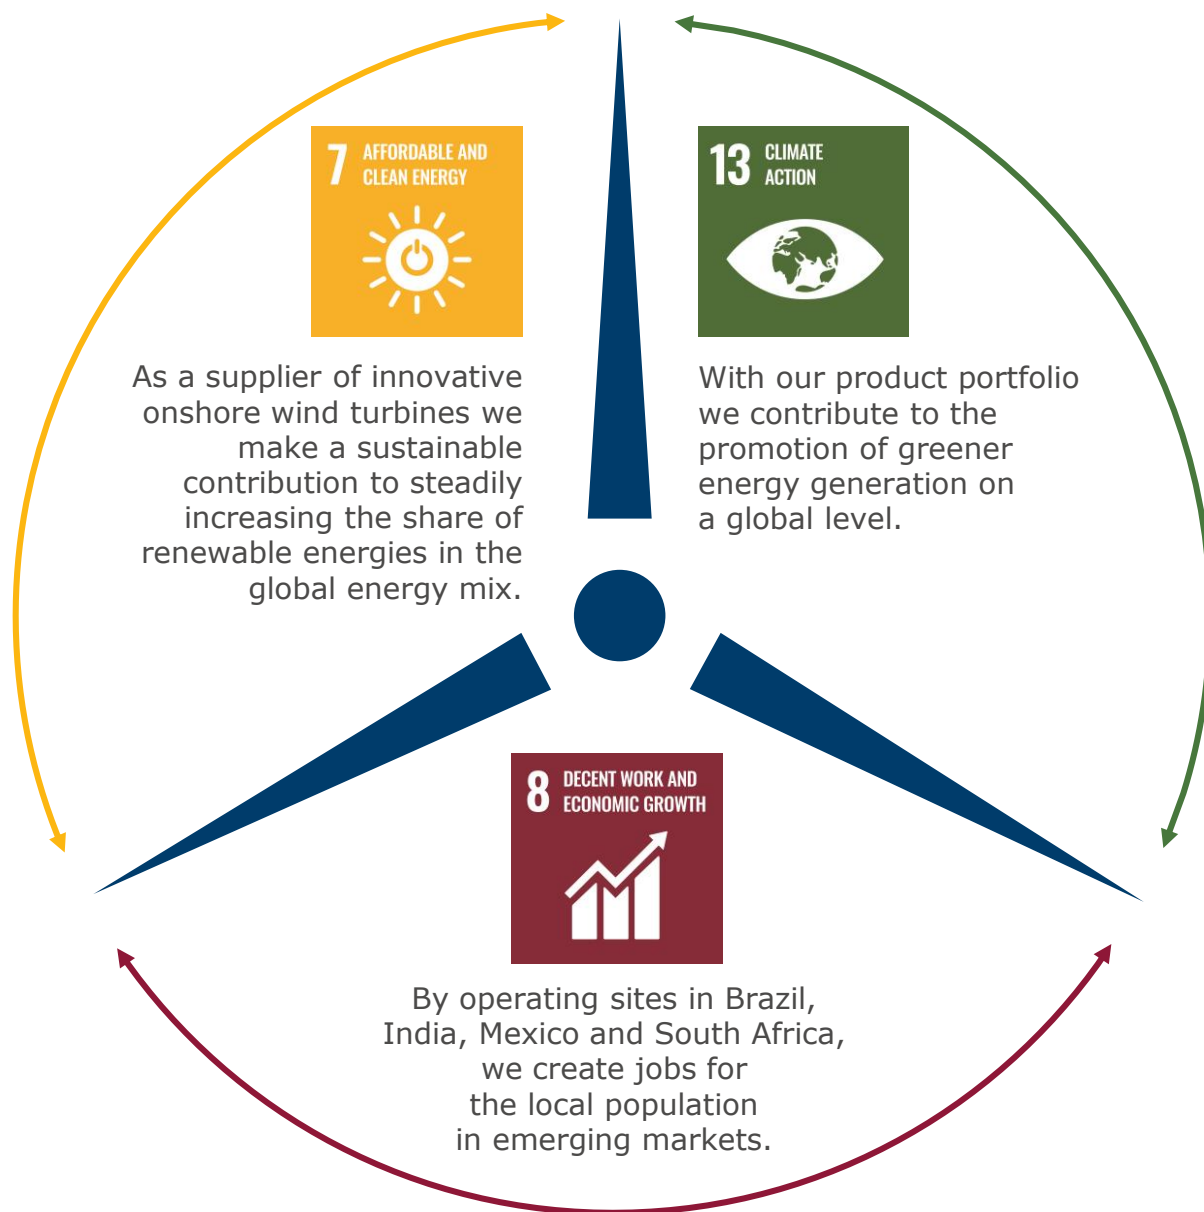 7 AFFORDABLE AND
CLEAN ENERGY
As a supplier of innovative
onshore wind turbines we
make a sustainable
contribution to steadily
increasing the share of
renewable energies in the
global energy mix.
13 CLIMATE
ACTION
With our product portfolio
we contribute to the
promotion of greener
energy generation on
a global level.
8 DECENT WORK AND
ECONOMIC GROWTH
By operating sites in Brazil,
India, Mexico and South Africa,
we create jobs for
the local population
in emerging markets.